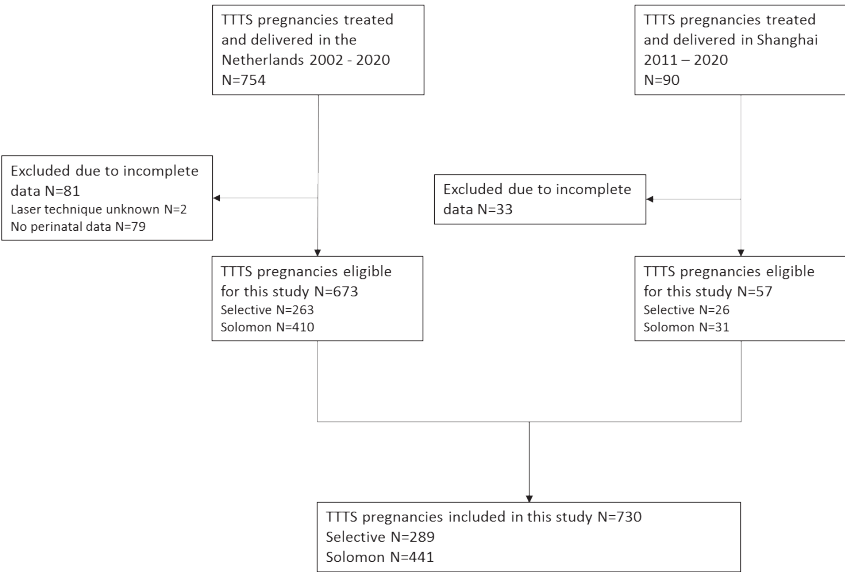 TTTS pregnancies treated
and delivered in the
Netherlands 2002 - 2020
N=754
TTTS pregnancies treated
and delivered in Shanghai
2011 – 2020
N=90
Excluded due to incomplete
data N=81
Laser technique unknown N=2
No perinatal data N=79
Excluded due to incomplete
data N=33
TTTS pregnancies eligible
for this study N=673
Selective N=263
Solomon N=410
TTTS pregnancies eligible
for this study N=57
Selective N=26
Solomon N=31
TTTS pregnancies included in this study N=730
Selective N=289
Solomon N=441